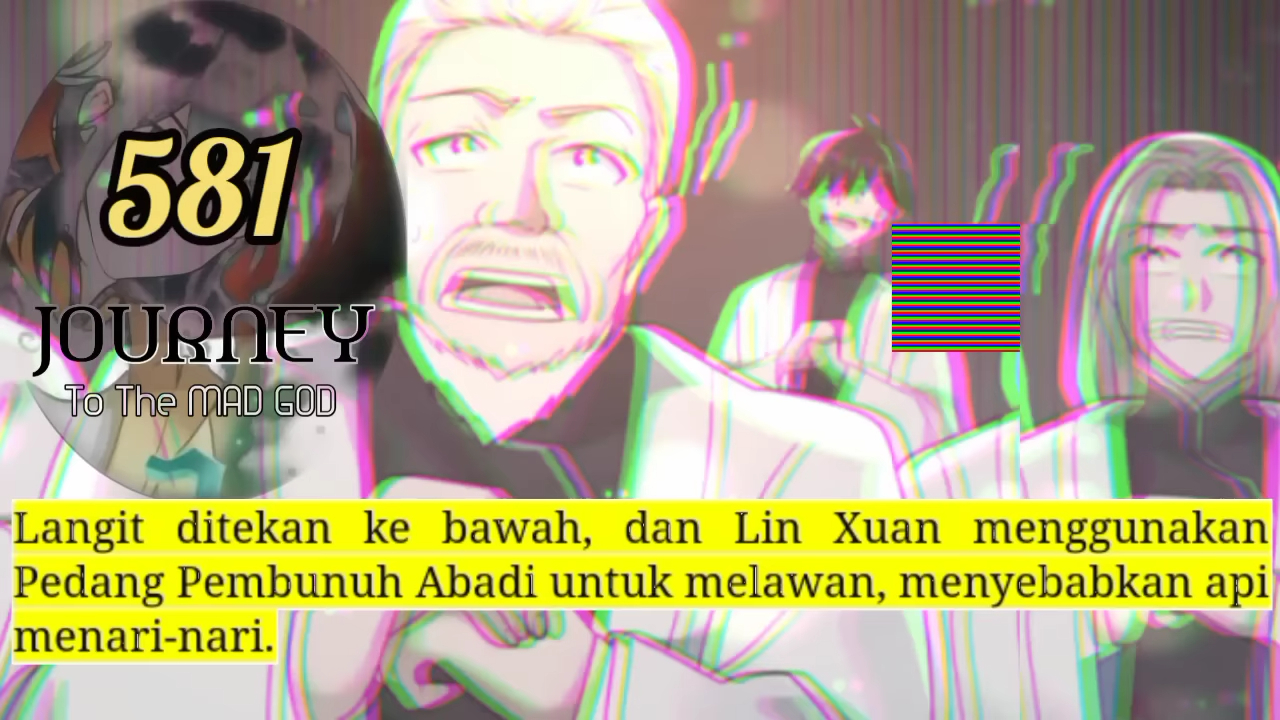 581
JOURNEY
To The MAD GOD
Langit ditekan ke bawah, dan Lin Xuan menggunakan
Pedang Pembunuh Abadi untuk melawan, menyebabkan api
menari-nari.